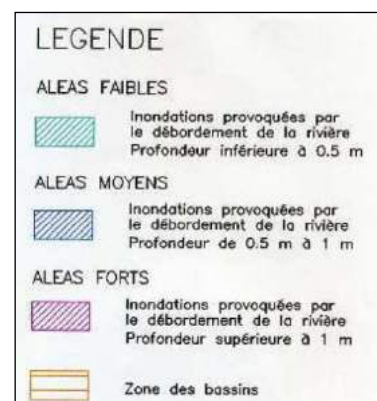 LEGENDE
ALEAS FAIBLES
Inondations provoquées par
le débordement de la rivière
Profondeur inférieure à 0.5 m
ALEAS MOYENS
Inondations provoquées par
le débordement de la rivière
Profondeur de 0.5 m à 1 m
ALEAS FORTS
Inondations provoquées par
le débordement de la rivière
Profondeur supérieure à 1 m
Zone des bassins